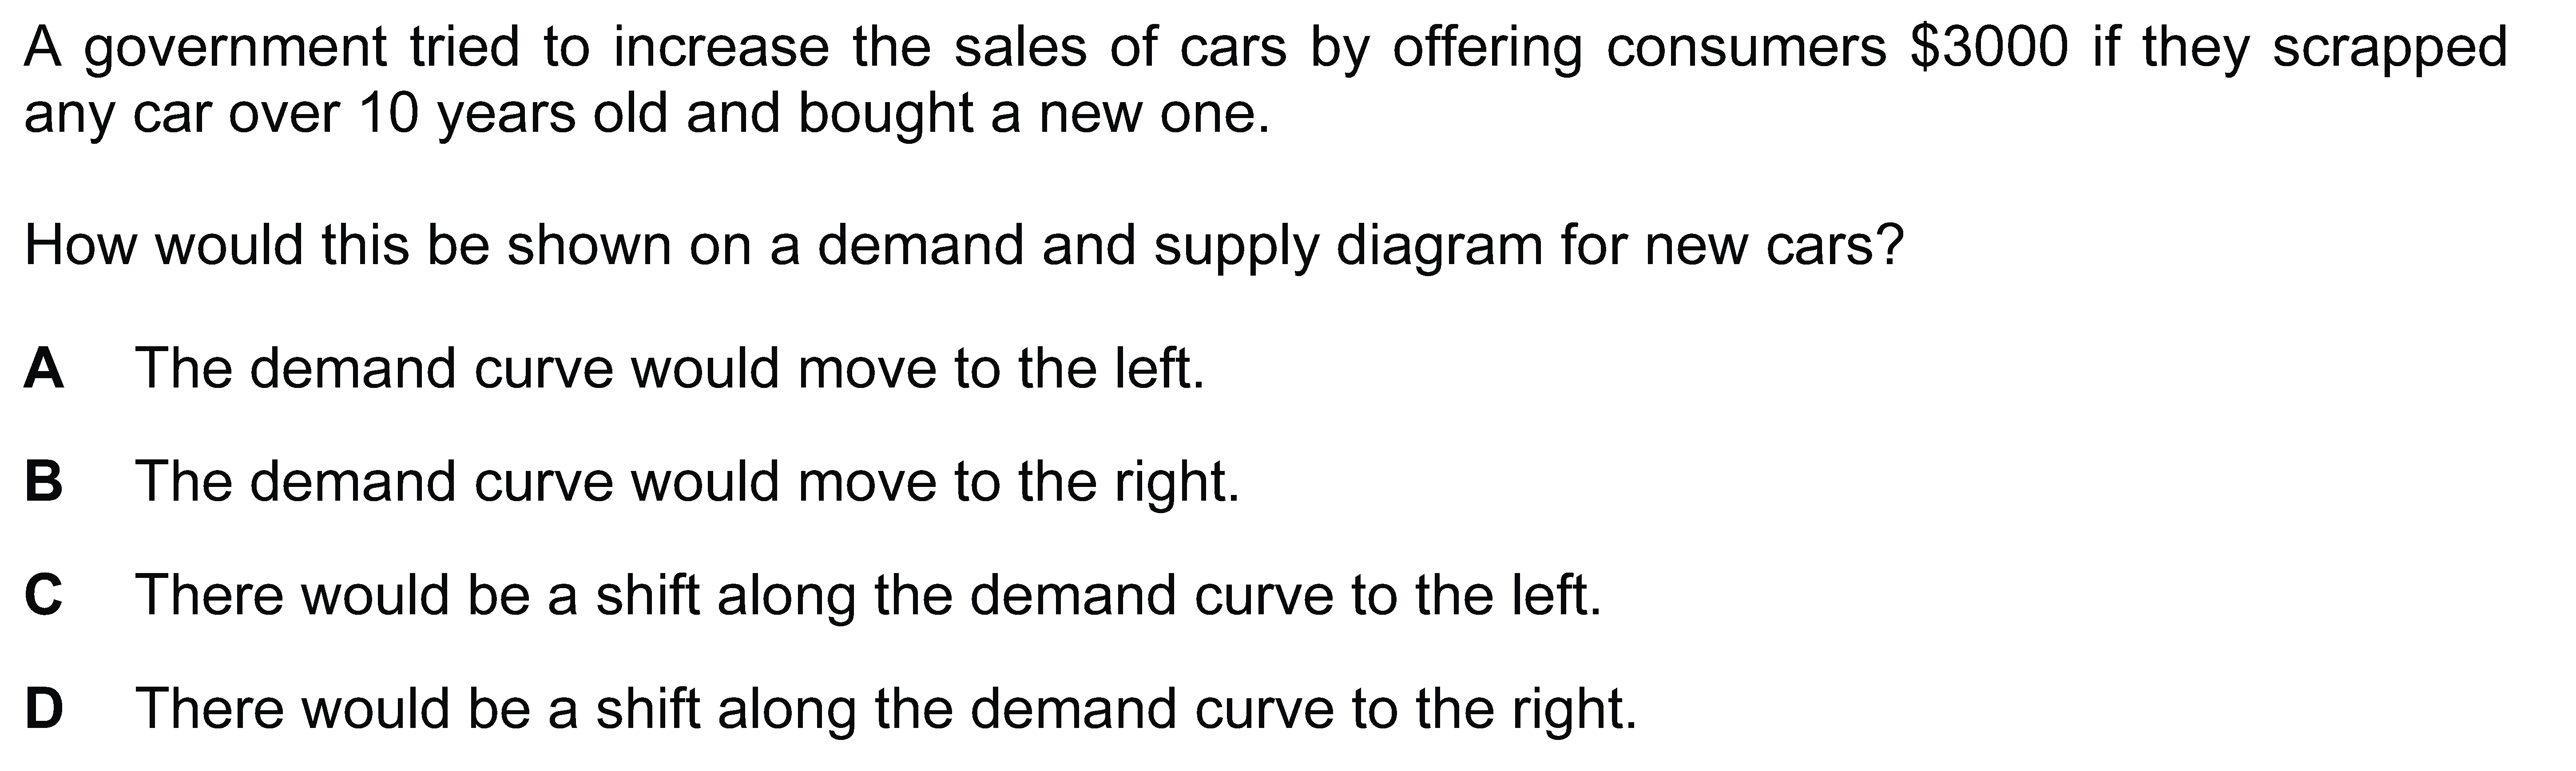 A government tried to increase the sales of cars by offering consumers $3000 if they scrapped
any car over 10 years old and bought a new one.
How would this be shown on a demand and supply diagram for new cars?
A The demand curve would move to the left.
B The demand curve would move to the right.
C There would be a shift along the demand curve to the left.
D There would be a shift along the demand curve to the right.